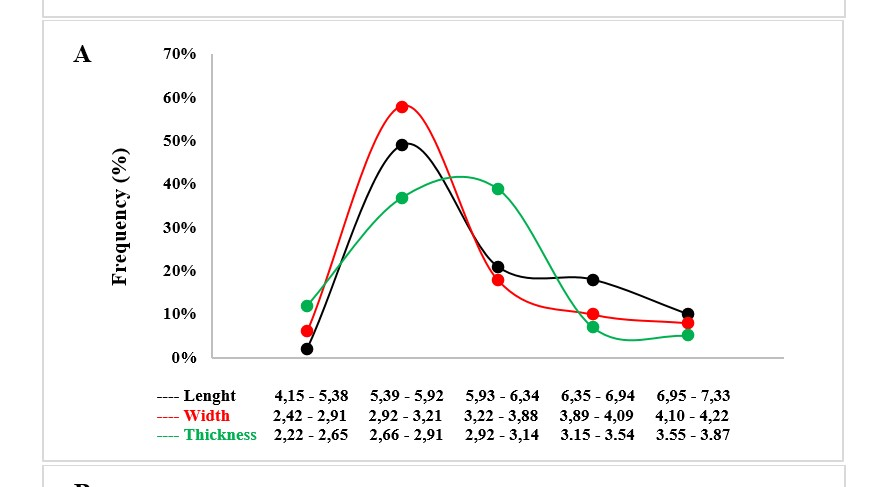 A
70%
60%
50%
40%
30%
20%
10%
0%
Frequency (%)
---- Lenght 4,15 - 5,38 5,39 - 5,92 5,93 - 6,34 6,35 - 6,94 6,95 - 7,33
---- Width 2,42 - 2,91 2,92 - 3,21 3,22 - 3,88 3,89 - 4,09 4,10 - 4,22
---- Thickness 2,22 - 2,65 2,66 - 2,91 2,92 - 3,14 3.15 - 3.54 3.55 - 3.87